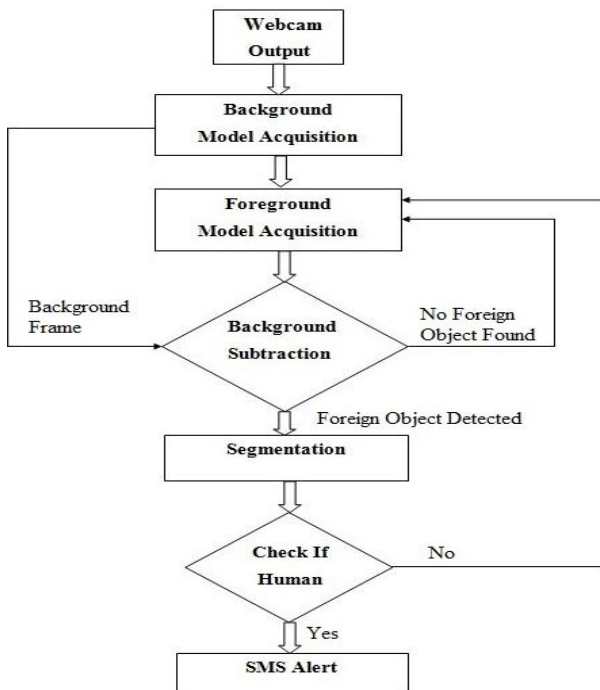 Webcam
Output
Background
Model Acquisition
Foreground
Model Acquisition
Background
Frame
Background
Subtraction
No Foreign
Object Found
Foreign Object Detected
Segmentation
Check If
Human
No
Yes
SMS Alert